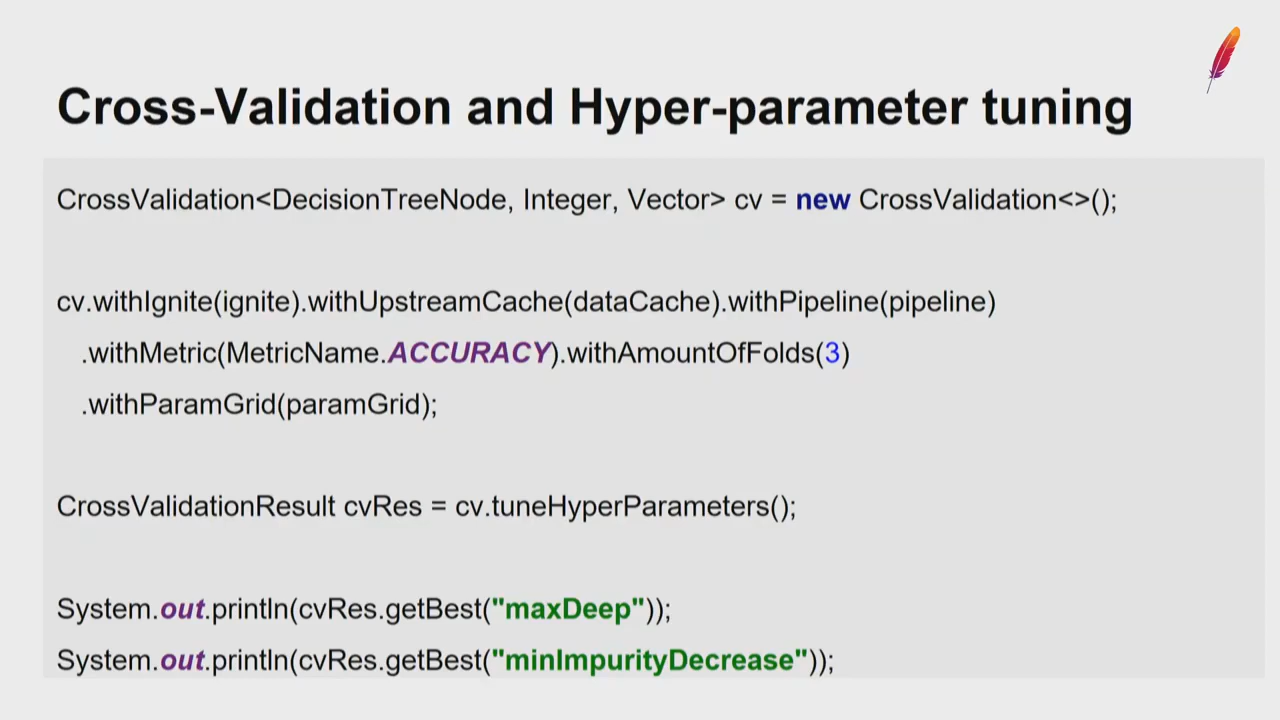 Cross-Validation and Hyper-parameter tuning
CrossValidation<DecisionTreeNode, Integer, Vector> cv = new CrossValidation<>();
cv.withIgnite(ignite).withUpstreamCache(dataCache).withPipeline(pipeline)
.withMetric(MetricName.ACCURACY).withAmountOfFolds(3)
.withParamGrid(paramGrid);
CrossValidationResult cvRes = cv.tuneHyperParameters();
System.out.println(cvRes.getBest("maxDeep"));
System.out.println(cvRes.getBest("minImpurityDecrease"));